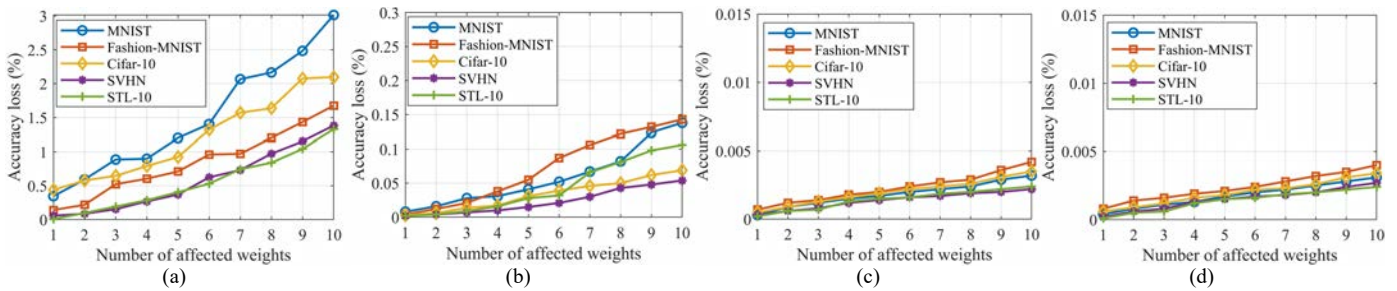 Accuracy loss (%)
3
2.5
2
1.5
1
0.5
0
MNIST
Fashion-MNIST
Cifar-10
SVHN
STL-10
1 2 3 4 5 6 7 8 9 10
Number of affected weights
(a)
Accuracy loss (%)
0.3
0.25
0.2
0.15
0.1
0.05
0
MNIST
Fashion-MNIST
Cifar-10
SVHN
STL-10
1 2 3 4 5 6 7 8 9 10
Number of affected weights
(b)
Accuracy loss (%)
0.015
0.01
0.005
0
MNIST
Fashion-MNIST
Cifar-10
SVHN
STL-10
1 2 3 4 5 6 7 8 9 10
Number of affected weights
(c)
Accuracy loss (%)
0.015
0.01
0.005
0
MNIST
Fashion-MNIST
Cifar-10
SVHN
STL-10
1 2 3 4 5 6 7 8 9 10
Number of affected weights
(d)